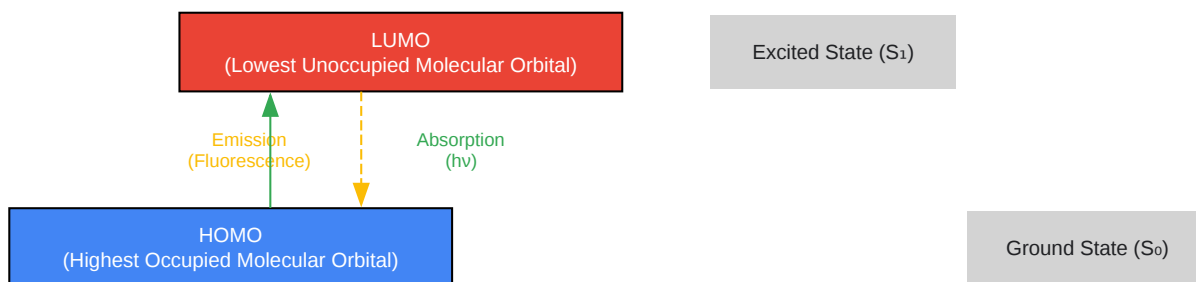 LUMO
(Lowest Unoccupied Molecular Orbital)
Excited State (S₁)
Emission
(Fluorescence)
Absorption
(hν)
HOMO
(Highest Occupied Molecular Orbital)
Ground State (S₀)